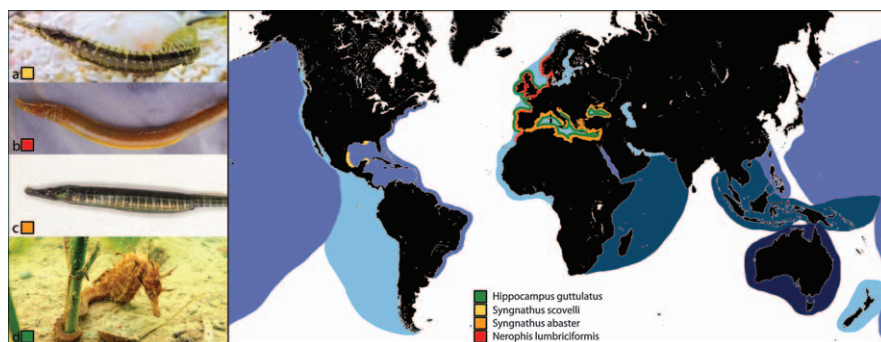 a
b
c
d
Hippocampus guttulatus
Syngnathus scovelli
Syngnathus abaster
Nerophis lumbriciformis